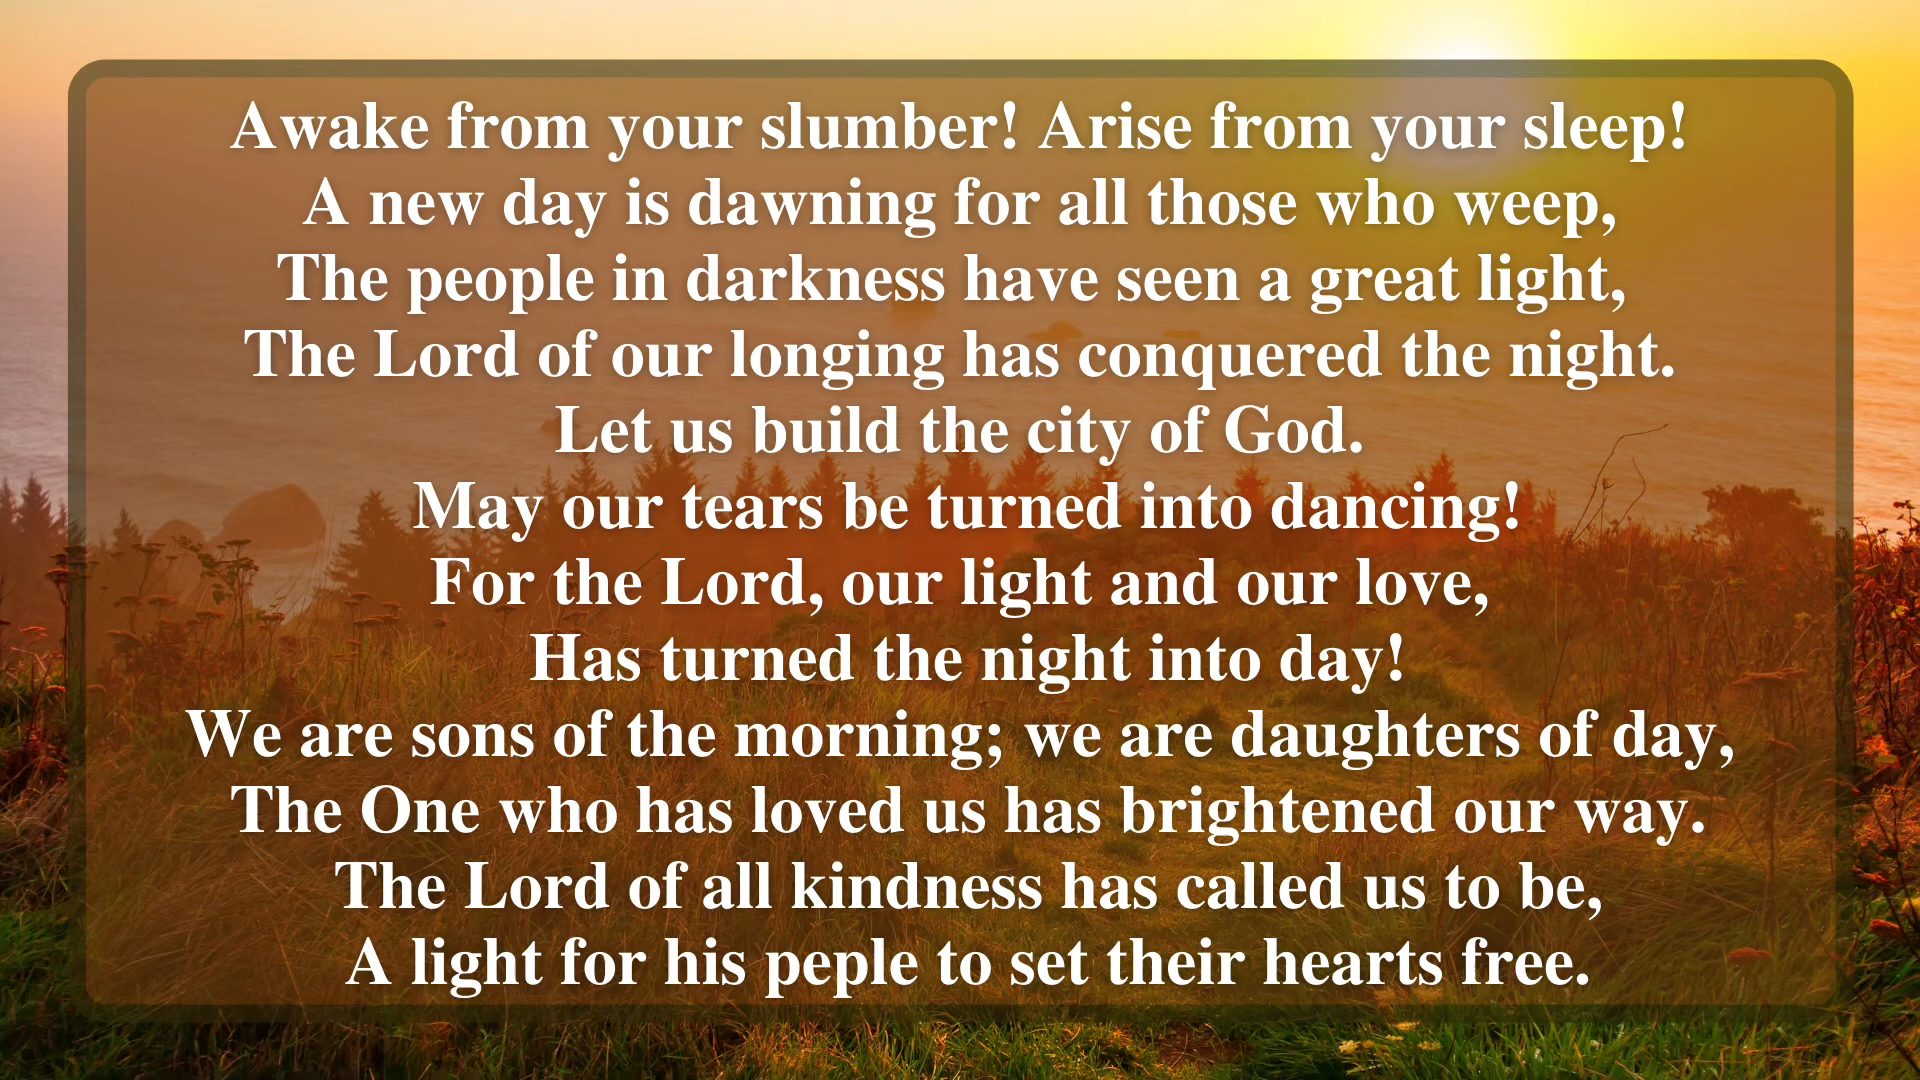 Awake from your slumber! Arise from your sleep!
A new day is dawning for all those who weep,
The people in darkness have seen a great light,
The Lord of our longing has conquered the night.
Let us build the city of God.
May our tears be turned into dancing!
For the Lord, our light and our love,
Has turned the night into day!
We are sons of the morning; we are daughters of day,
The One who has loved us has brightened our way.
The Lord of all kindness has called us to be,
A light for his peple to set their hearts free.